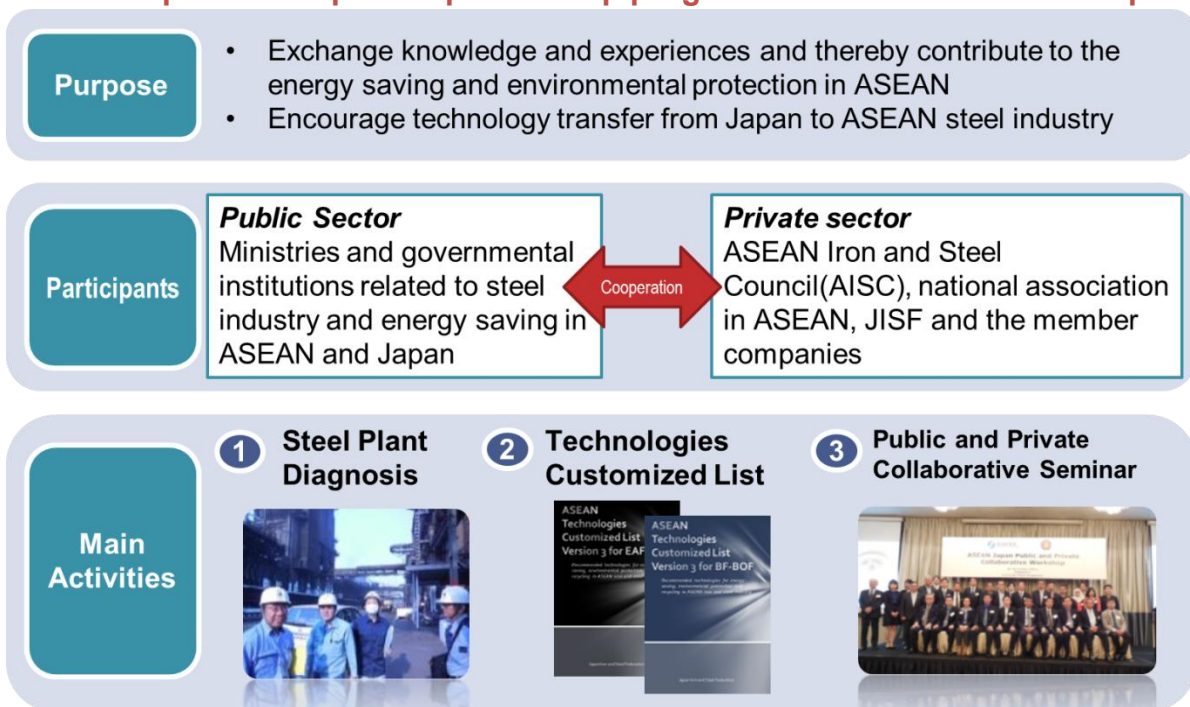 Purpose
• Exchange knowledge and experiences and thereby contribute to the
energy saving and environmental protection in ASEAN
• Encourage technology transfer from Japan to ASEAN steel industry
Participants
Public Sector
Ministries and governmental
institutions related to steel
industry and energy saving in
ASEAN and Japan
Cooperation
Private sector
ASEAN Iron and Steel
Council(AISC), national association
in ASEAN, JISF and the member
companies
Main
Activities
1 Steel Plant
Diagnosis
2 Technologies
Customized List
ASEAN
Technologies
Customized List
Version 3 for EAF
ASEAN
Technologies
Customized List
Version 3 for BF-BOF
3 Public and Private
Collaborative Seminar
ASEAN Japan Public and Private
Collaborative Workshop